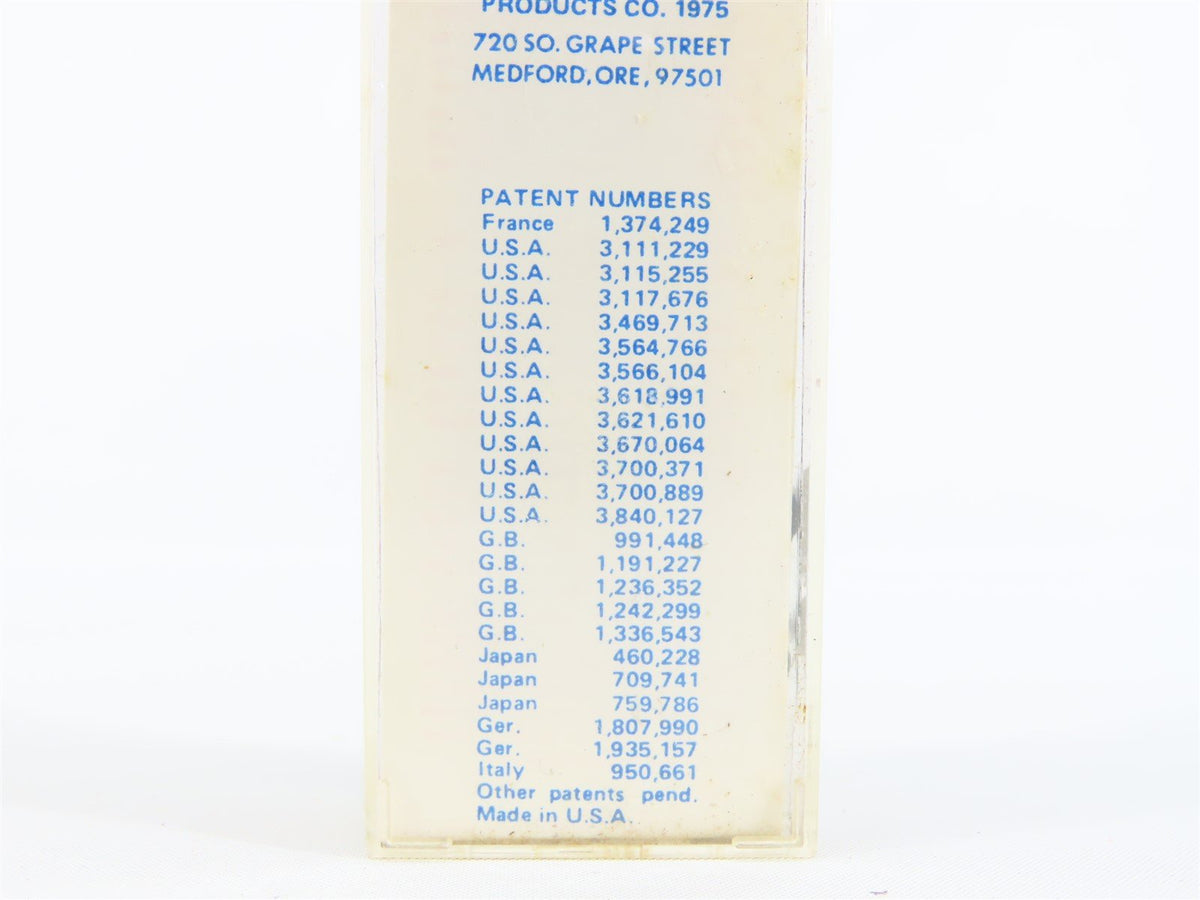 PRODUCTS CO. 1975
720 SO. GRAPE STREET
MEDFORD, ORE, 97501
PATENT NUMBERS
France 1,374,249
U.S.A. 3,111,229
U.S.A. 3,115,255
U.S.A. 3,117,676
U.S.A. 3,469,713
U.S.A. 3,564,766
U.S.A. 3,566,104
U.S.A. 3,618,991
U.S.A. 3,621,610
U.S.A. 3,670,064
U.S.A. 3,700,371
U.S.A. 3,700,889
U.S.A. 3,840,127
G.B. 991,448
G.B. 1,191,227
G.B. 1,236,352
G.B. 1,242,299
G.B. 1,336,543
Japan 460,228
Japan 709,741
Japan 759,786
Ger. 1,807,990
Ger. 1,935,157
Italy 950,661
Other patents pend.
Made in U.S.A.